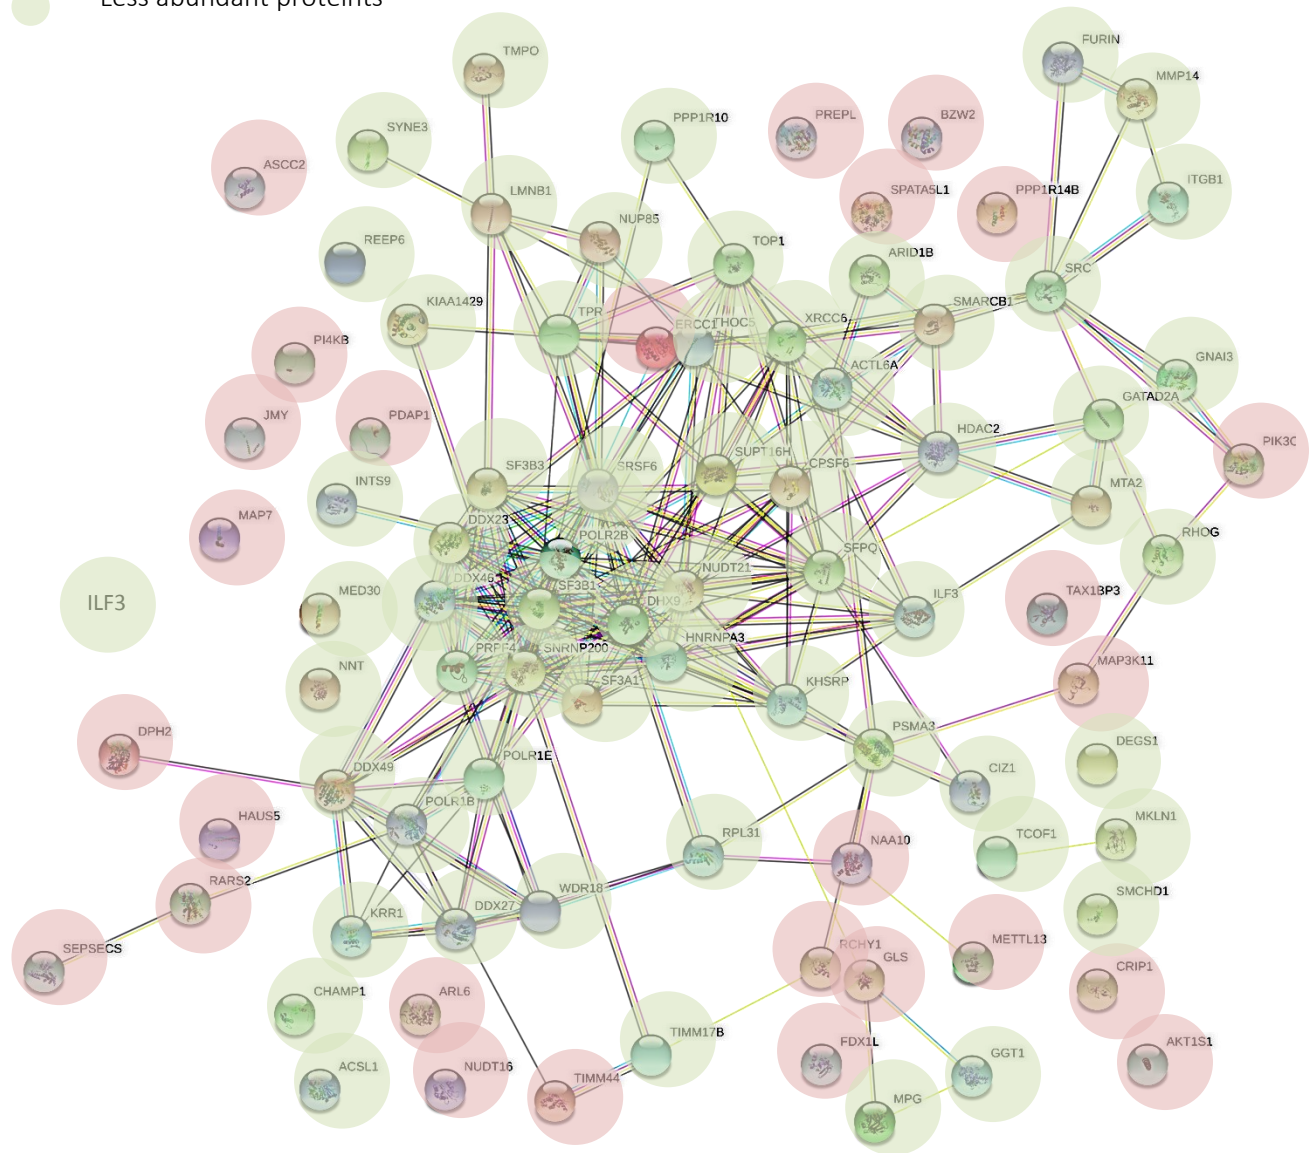 Less abundant proteints
TMPO
FURIN
MMP14
SYNE3
PPP1R10
PREPL
BZW2
ASCC2
LMNB1
NUP85
SPATA5L1
PPP1R14B
ITGB1
REEP6
TOP1
ARID1B
SRC
KIAA1429
TPR
ERCC1
THOC5
XRCC6
SMARCB1
PI4KB
ACTL6A
GNAI3
GATAD2A
JMY
PDAP1
HDAC2
PIK3C
SF3B3
SRSF6
SUPT16H
CPSF6
MTA2
INTS9
MAP7
DDX23
POLR2B
SFPQ
RHOG
ILF3
MED30
DDX46
SF3B1
NUDT21
DHX9
ILF3
TAX1BP3
NNT
PRPF4
SNRNP200
HNRNPA3
SF3A1
KHSRP
MAP3K11
DPH2
DDX49
POLR1E
PSMA3
DEGS1
HAUS5
POLR1B
CIZ1
RPL31
NAA10
TCOF1
MKLN1
RARS2
KRR1
DDX27
WDR18
SMCHD1
SEPSECS
RCHY1
GLS
METTL13
CRIP1
CHAMP1
ARL6
TIMM17B
FDX1L
GGT1
AKT1S1
ACSL1
NUDT16
TIMM44
MPG